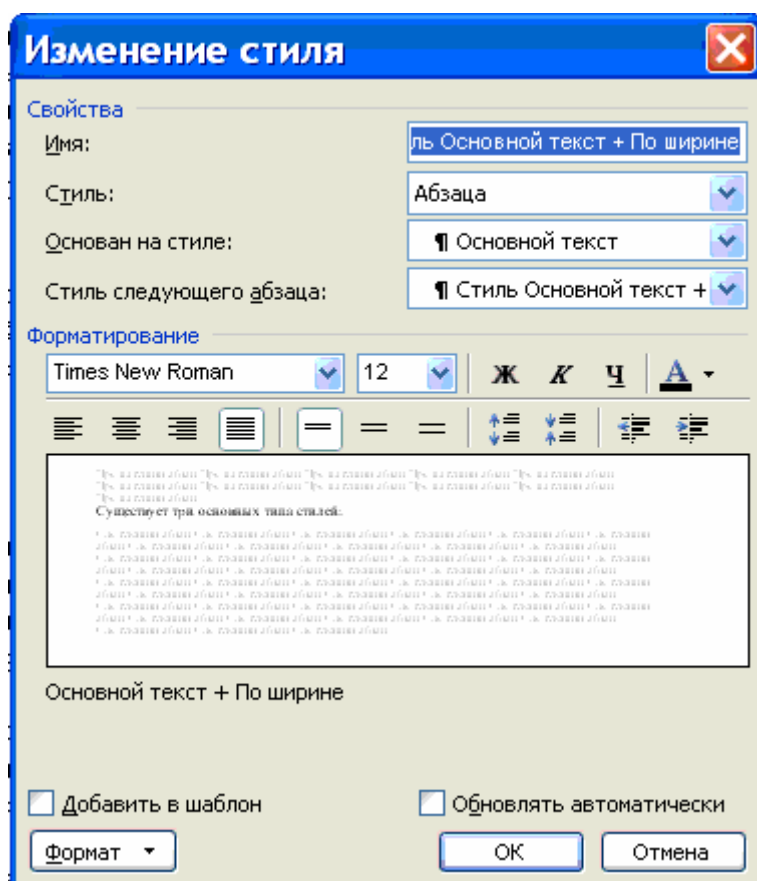 Изменение стиля
Свойства
Имя:
ль Основной текст + По ширине
Стиль:
Абзаца
Основан на стиле:
¶ Основной текст
Стиль следующего абзаца:
¶ Стиль Основной текст +
Форматирование
Times New Roman 12 Ж К Ч А
Существует три основных типа стилей:
Основной текст + По ширине
Добавить в шаблон
Обновлять автоматически
Формат
ОК
Отмена